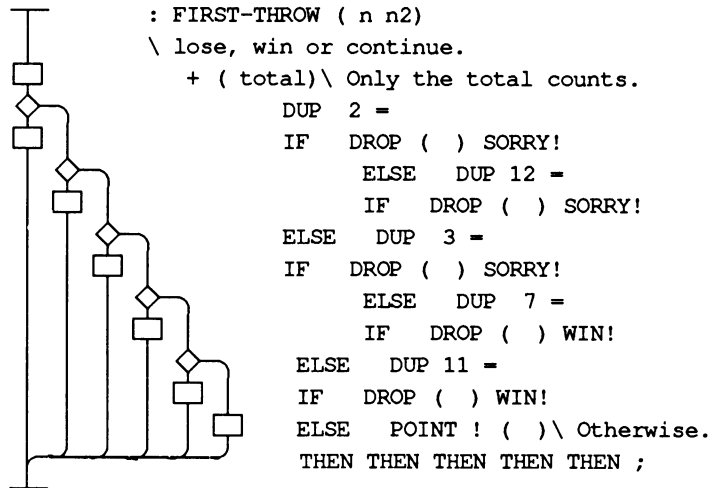 : FIRST-THROW ( n n2)
\ lose, win or continue.
+ ( total)\ Only the total counts.
DUP 2 =
IF DROP ( ) SORRY!
ELSE DUP 12 =
IF DROP ( ) SORRY!
ELSE DUP 3 =
IF DROP ( ) SORRY!
ELSE DUP 7 =
IF DROP ( ) WIN!
ELSE DUP 11 =
IF DROP ( ) WIN!
ELSE POINT ! ( )\ Otherwise.
THEN THEN THEN THEN THEN ;